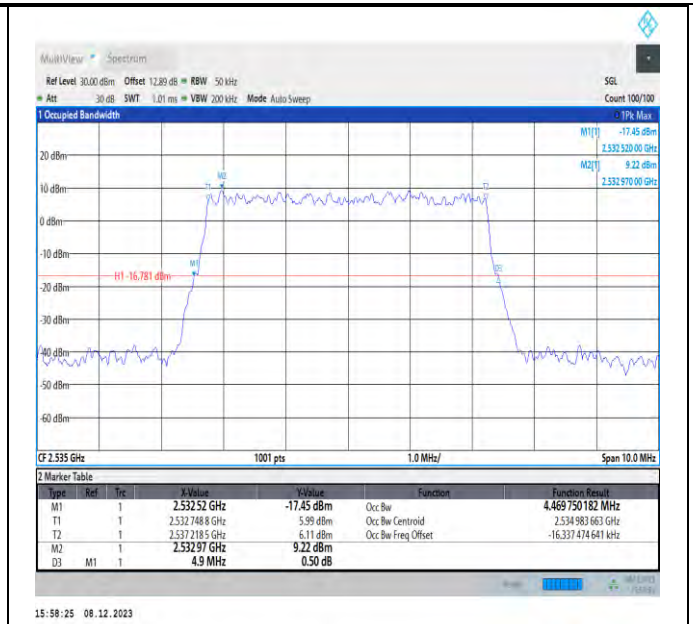 MultiView Spectrum
Ref Level 30.00 dBm Offset 12.89 dB RBW 50 kHz SGL
Att 30 dB SWT 1.01 ms VBW 200 kHz Mode Auto Sweep Count 100/100
1 Occupied Bandwidth 1Pk Max
M1[1] -17.45 dBm
2.532 520 00 GHz
M2[1] 9.22 dBm
2.532 970 00 GHz
20 dBm
M2
T1 T2
10 dBm
0 dBm
-10 dBm
M1 D3
H1 -16.781 dBm
-20 dBm
-30 dBm
-40 dBm
-50 dBm
-60 dBm
CF 2.535 GHz 1001 pts 1.0 MHz/ Span 10.0 MHz
2 Marker Table
Type Ref Trc X-Value Y-Value Function Function Result
M1 1 2.532 52 GHz -17.45 dBm Occ Bw 4.469 750 182 MHz
T1 1 2.532 748 8 GHz 5.99 dBm Occ Bw Centroid 2.534 983 663 GHz
T2 1 2.537 218 5 GHz 6.11 dBm Occ Bw Freq Offset -16.337 474 641 kHz
M2 1 2.532 97 GHz 9.22 dBm
D3 M1 1 4.9 MHz 0.50 dB
15:58:25 08.12.2023